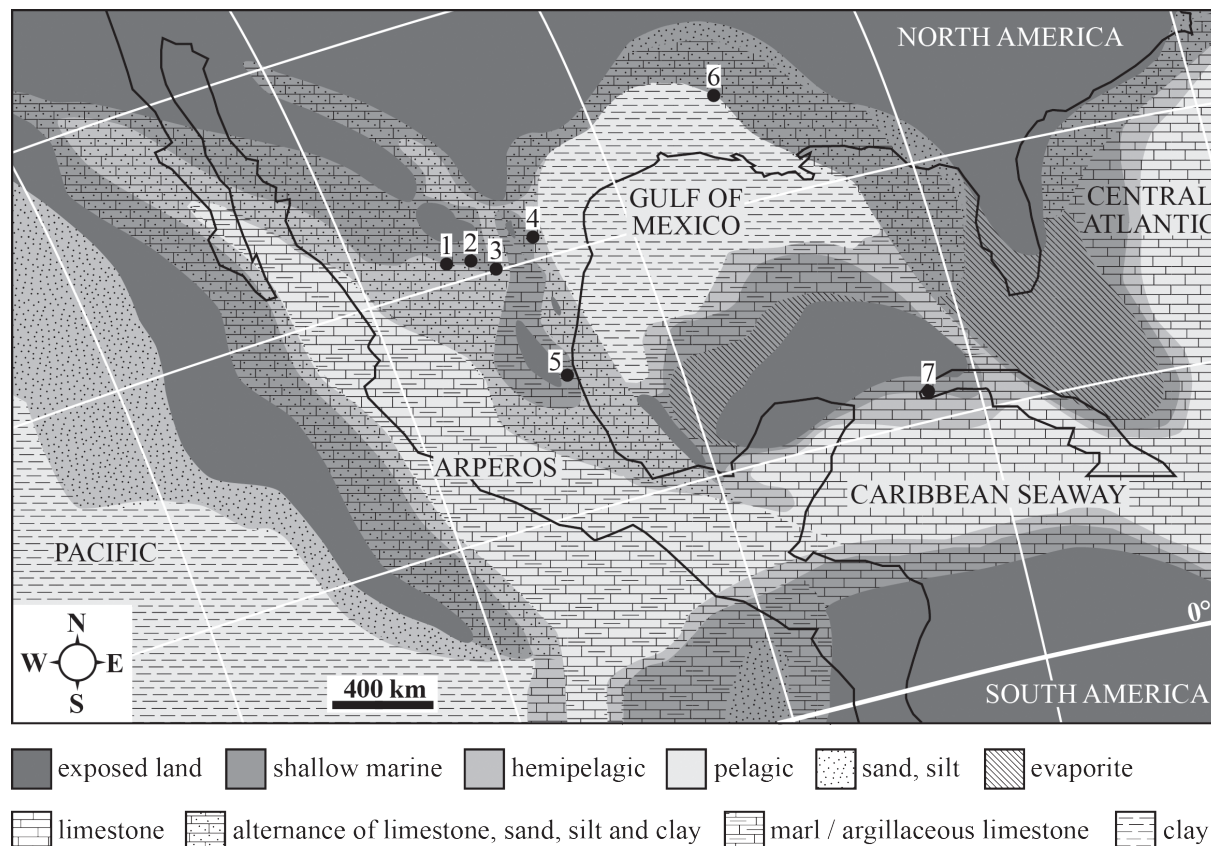 NORTH AMERICA
6
GULF OF
MEXICO
CENTRAL
ATLANTIC
4
1
2
3
5
7
ARPEROS
CARIBBEAN SEAWAY
PACIFIC
0°
N
W
E
S
400 km
SOUTH AMERICA
exposed land
shallow marine
hemipelagic
pelagic
sand, silt
evaporite
limestone
alternance of limestone, sand, silt and clay
marl / argillaceous limestone
clay